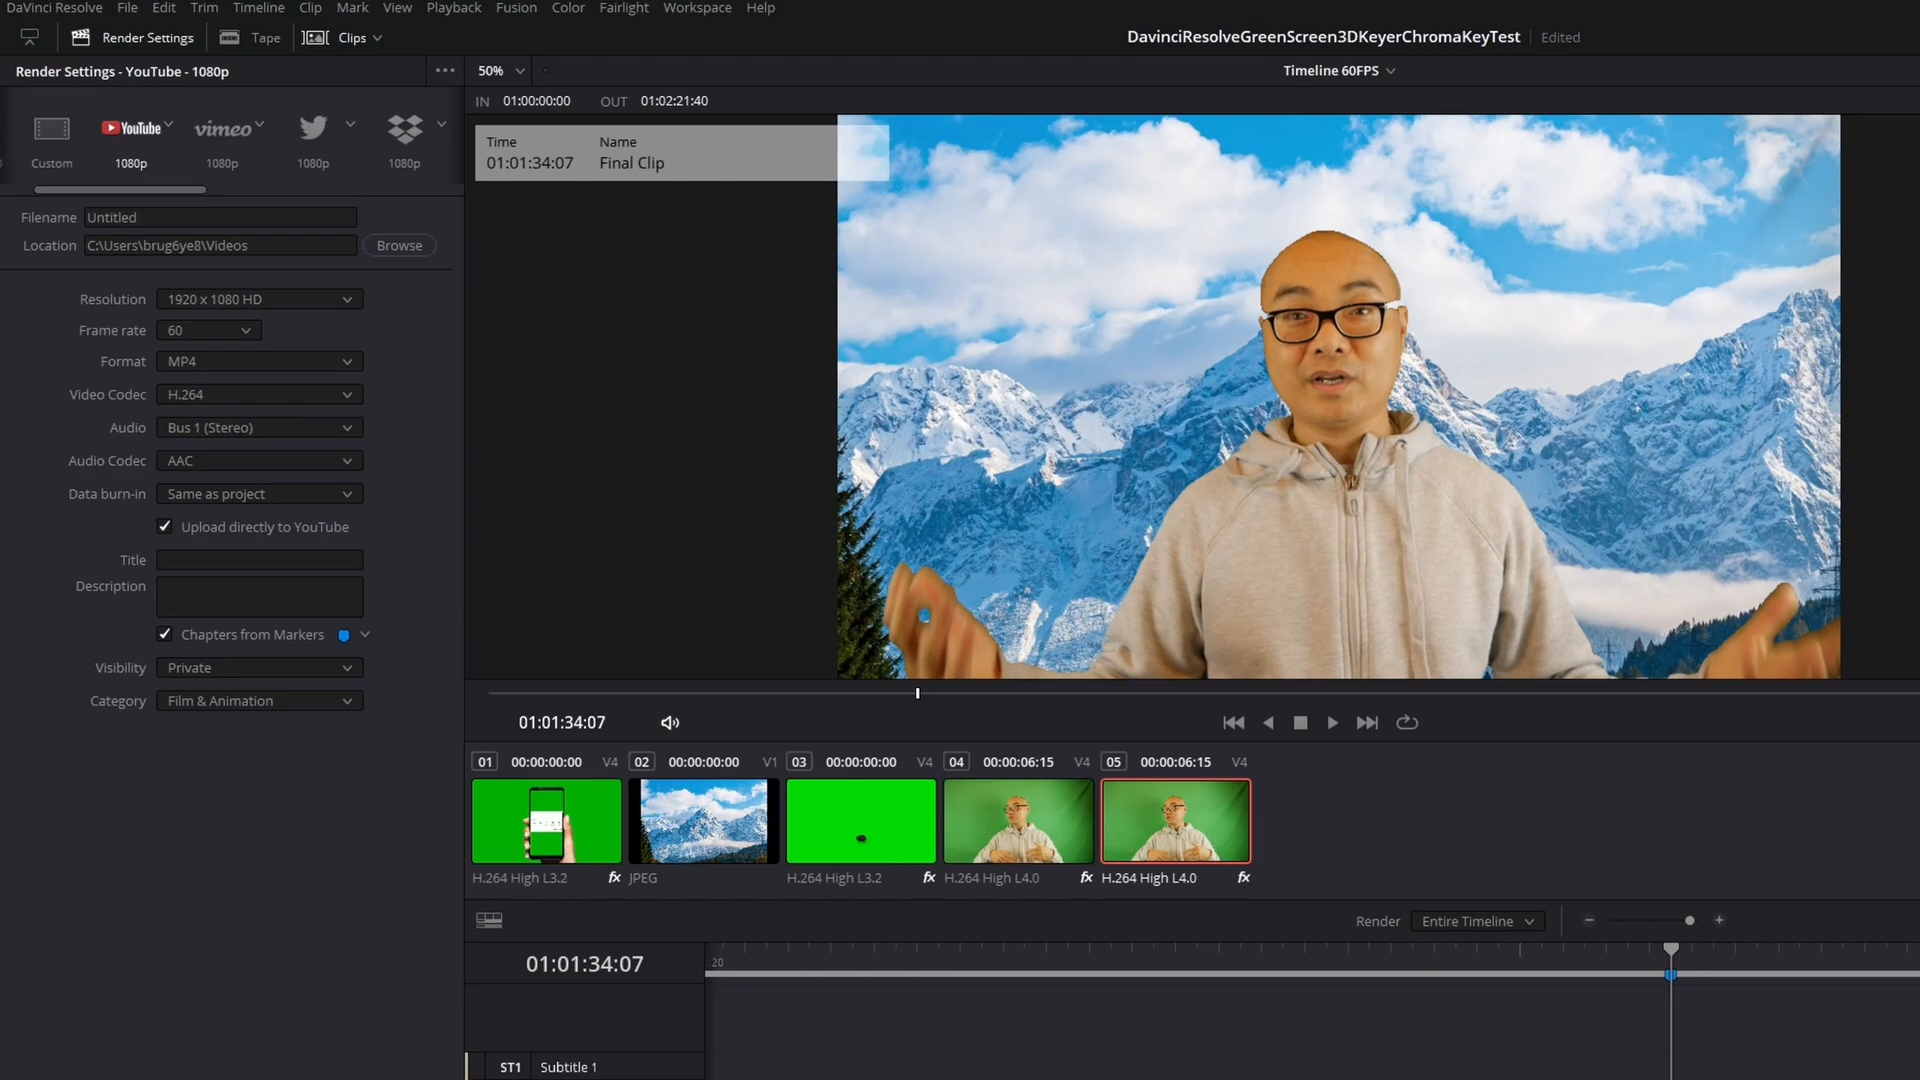 DaVinci Resolve File Edit Trim Timeline Clip Mark View Playback Fusion Color Fairlight Workspace Help
Render Settings Tape Clips DavinciResolveGreenScreen3DKeyerChromaKeyTest Edited
Render Settings - YouTube - 1080p ••• 50% Timeline 60FPS
IN 01:00:00:00 OUT 01:02:21:40
YouTube vimeo
Custom 1080p 1080p 1080p 1080p
Time Name
01:01:34:07 Final Clip
Filename Untitled
Location C:\Users\brug6ye8\Videos Browse
Resolution 1920 x 1080 HD
Frame rate 60
Format MP4
Video Codec H.264
Audio Bus 1 (Stereo)
Audio Codec AAC
Data burn-in Same as project
Upload directly to YouTube
Title
Description
Chapters from Markers
Visibility Private
Category Film & Animation
01:01:34:07
01 00:00:00:00 V4 02 00:00:00:00 V1 03 00:00:00:00 V4 04 00:00:06:15 V4 05 00:00:06:15 V4
H.264 High L3.2 fx JPEG H.264 High L3.2 fx H.264 High L4.0 fx H.264 High L4.0 fx
Render Entire Timeline
01:01:34:07
:20
ST1 Subtitle 1